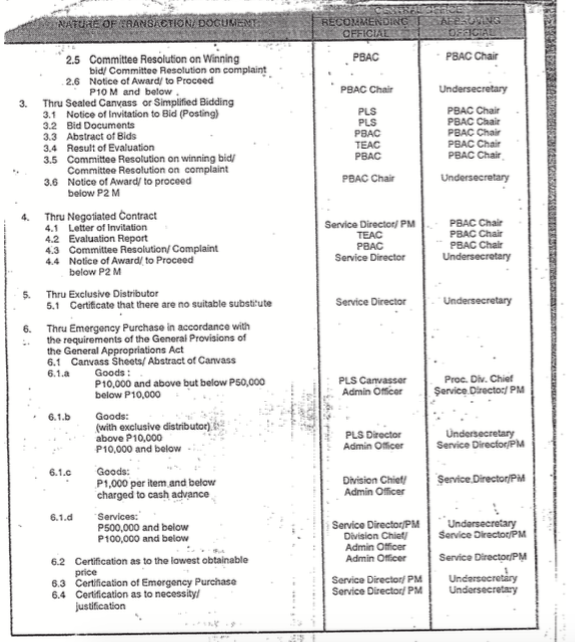 CENTRAL OFFICE
NATURE OF TRANSACTION/ DOCUMENT RECOMMENDING OFFICIAL APPROVING OFFICIAL
2.5 Committee Resolution on Winning PBAC PBAC Chair
bid/ Committee Resolution on complaint
2.6 Notice of Award/ to Proceed
P10 M and below PBAC Chair Undersecretary
3. Thru Sealed Canvass or Simplified Bidding
3.1 Notice of Invitation to Bid (Posting) PLS PBAC Chair
3.2 Bid Documents PLS PBAC Chair
3.3 Abstract of Bids PBAC PBAC Chair
3.4 Result of Evaluation TEAC PBAC Chair
3.5 Committee Resolution on winning bid/ PBAC PBAC Chair
Committee Resolution on complaint
3.6 Notice of Award/ to proceed PBAC Chair Undersecretary
below P2 M
4. Thru Negotiated Contract
4.1 Letter of Invitation Service Director/ PM PBAC Chair
4.2 Evaluation Report TEAC PBAC Chair
4.3 Committee Resolution/ Complaint PBAC PBAC Chair
4.4 Notice of Award/ to Proceed Service Director Undersecretary
below P2 M
5. Thru Exclusive Distributor
5.1 Certificate that there are no suitable substitute Service Director Undersecretary
6. Thru Emergency Purchase in accordance with
the requirements of the General Provisions of
the General Appropriations Act
6.1 Canvass Sheets/ Abstract of Canvass
6.1.a Goods :
P10,000 and above but below P50,000 PLS Canvasser Proc. Div. Chief
below P10,000 Admin Officer Service Director/ PM
6.1.b Goods:
(with exclusive distributor)
above P10,000 PLS Director Undersecretary
P10,000 and below Admin Officer Service Director/PM
6.1.c Goods:
P1,000 per item and below Division Chief/ Service Director/PM
charged to cash advance Admin Officer
6.1.d Services:
P500,000 and below Service Director/PM Undersecretary
P100,000 and below Division Chief/ Service Director/PM
Admin Officer
6.2 Certification as to the lowest obtainable Admin Officer Service Director/PM
price
6.3 Certification of Emergency Purchase Service Director/ PM Undersecretary
6.4 Certification as to necessity/ Service Director/ PM Undersecretary
justification